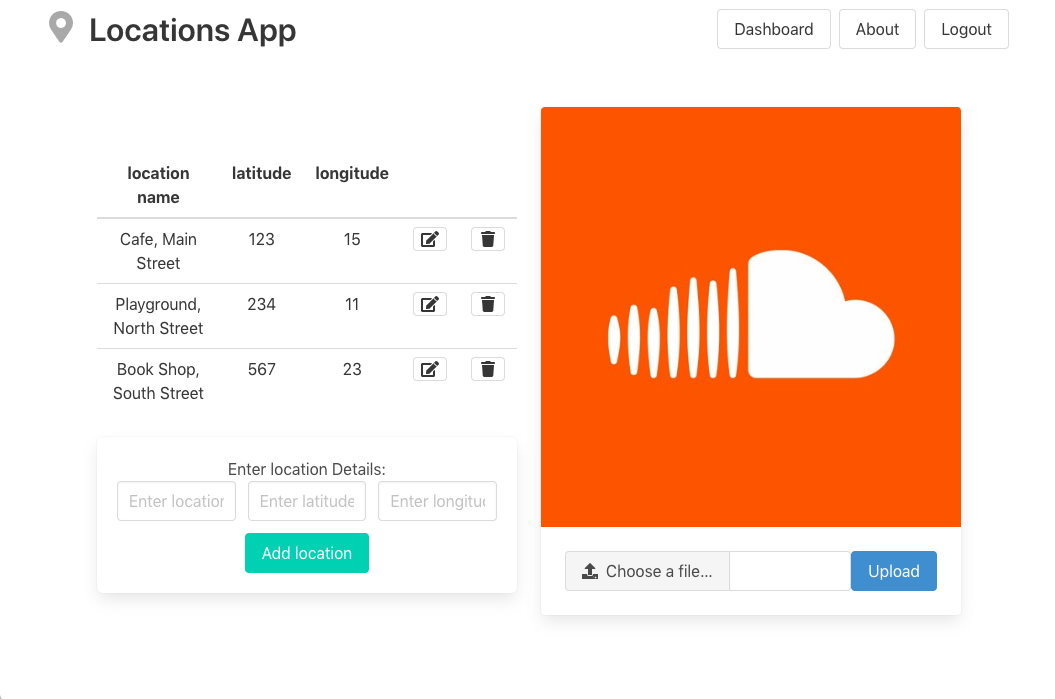 Locations App
Dashboard
About
Logout
location name
latitude
longitude
Cafe, Main Street
123
15
Playground, North Street
234
11
Book Shop, South Street
567
23
Enter location Details:
Enter location
Enter latitude
Enter longitu
Add location
Choose a file...
Upload